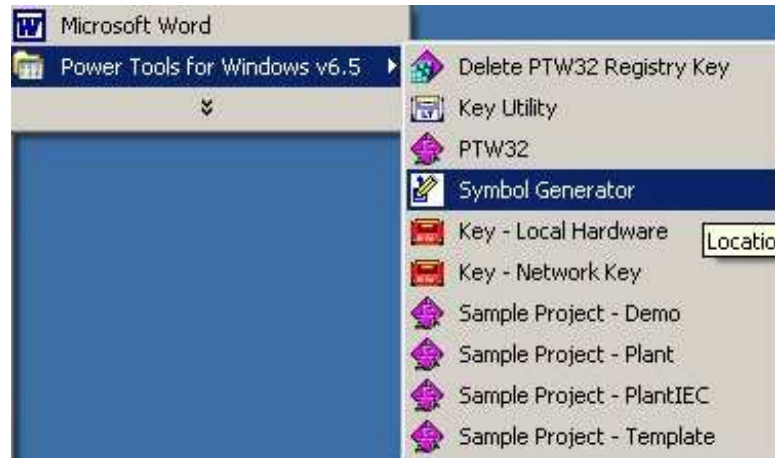 Microsoft Word
Power Tools for Windows v6.5
Delete PTW32 Registry Key
Key Utility
PTW32
Symbol Generator
Key - Local Hardware
Locatio
Key - Network Key
Sample Project - Demo
Sample Project - Plant
Sample Project - PlantIEC
Sample Project - Template